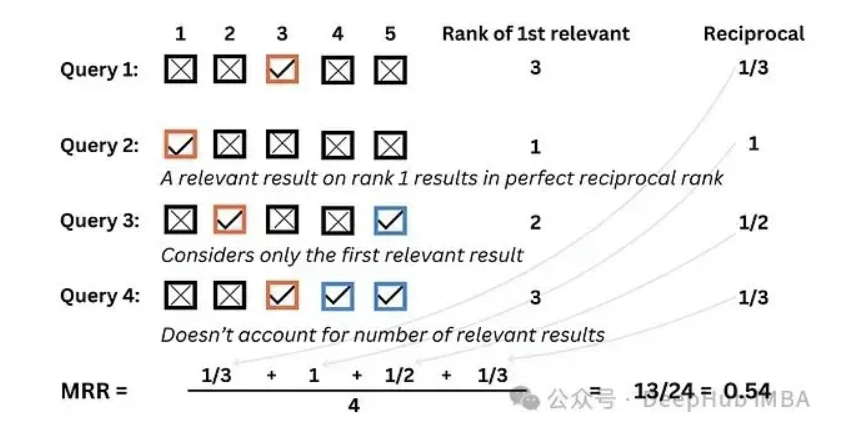 1 2 3 4 5 Rank of 1st relevant Reciprocal
Query 1: 3 1/3
Query 2: 1 1
A relevant result on rank 1 results in perfect reciprocal rank
Query 3: 2 1/2
Considers only the first relevant result
Query 4: 3 1/3
Doesn't account for number of relevant results
1/3 + 1 + 1/2 + 1/3
MRR = = 13/24 = 0.54
4
公众号 · DeepHub IMBA